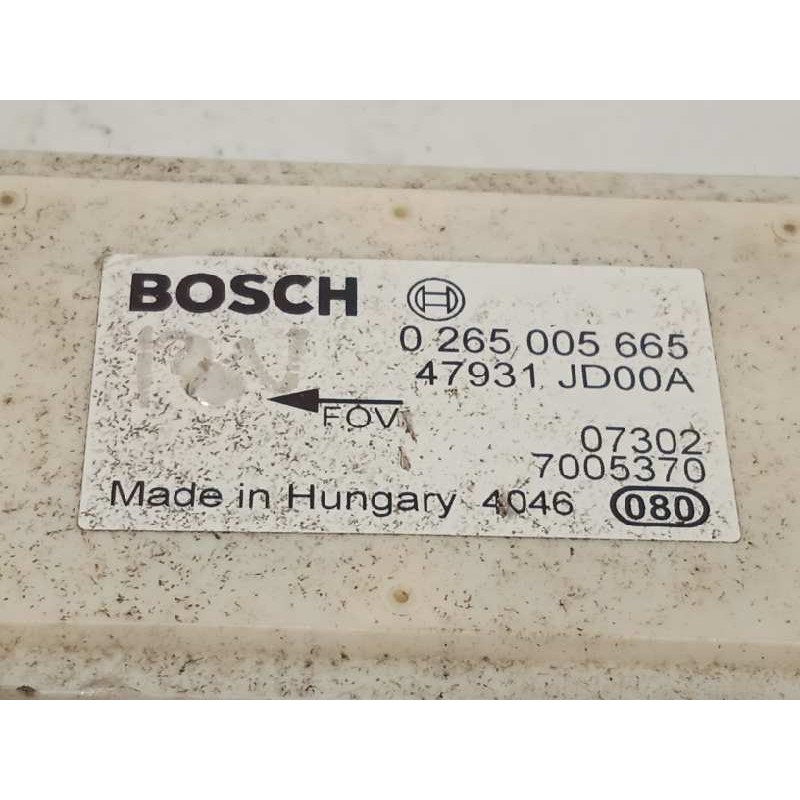 BOSCH
0 265 005 665
47931 JD00A
FOV
07302
7005370
Made in Hungary 4046 080